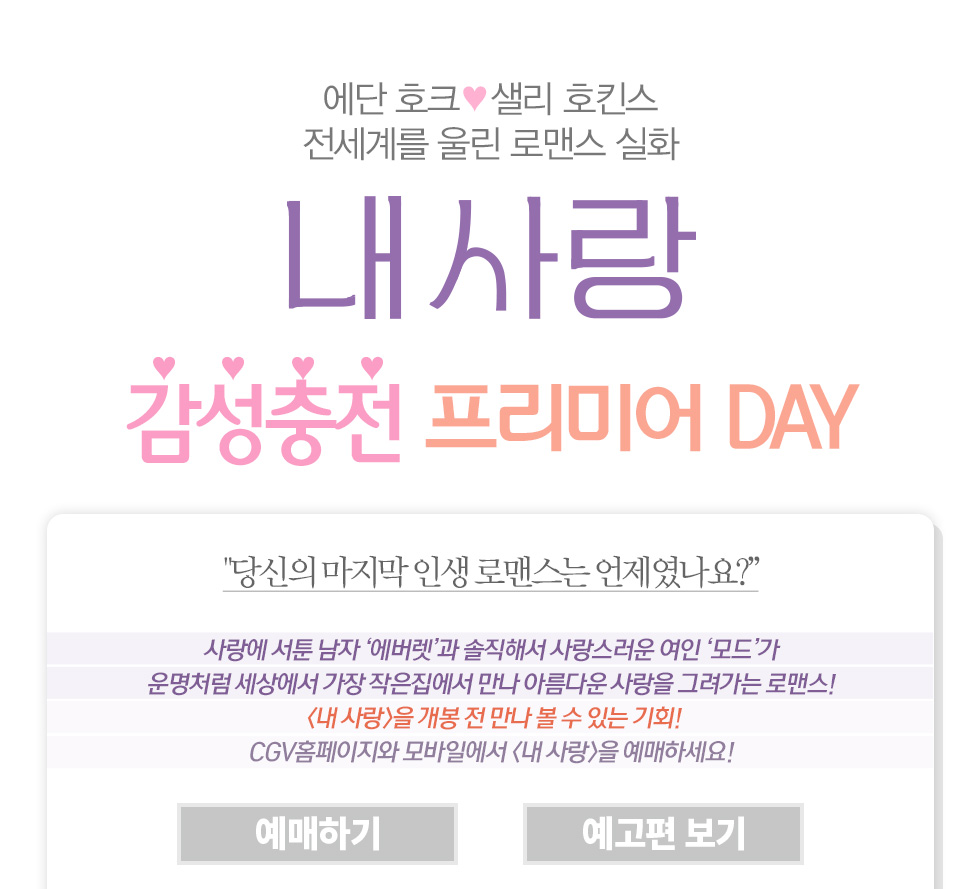 에단 호크♥샐리 호킨스
전세계를 울린 로맨스 실화
내 사랑
감성충전 프리미어 DAY
"당신의 마지막 인생 로맨스는 언제였나요?”
사랑에 서툰 남자 ‘에버렛’과 솔직해서 사랑스러운 여인 ‘모드’가
운명처럼 세상에서 가장 작은집에서 만나 아름다운 사랑을 그려가는 로맨스!
〈내 사랑〉을 개봉 전 만나 볼 수 있는 기회!
CGV홈페이지와 모바일에서 〈내 사랑〉을 예매하세요!
예매하기
예고편 보기